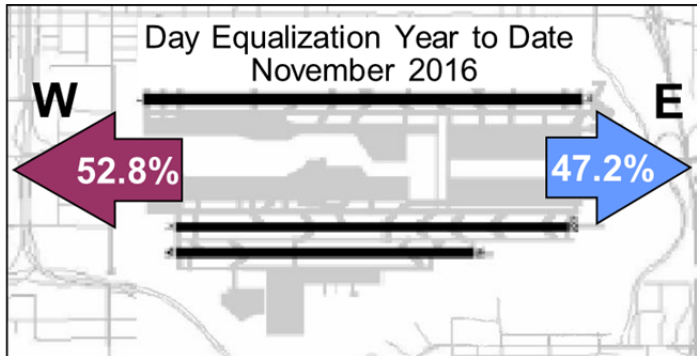 Day Equalization Year to Date
November 2016
W
E
52.8%
47.2%